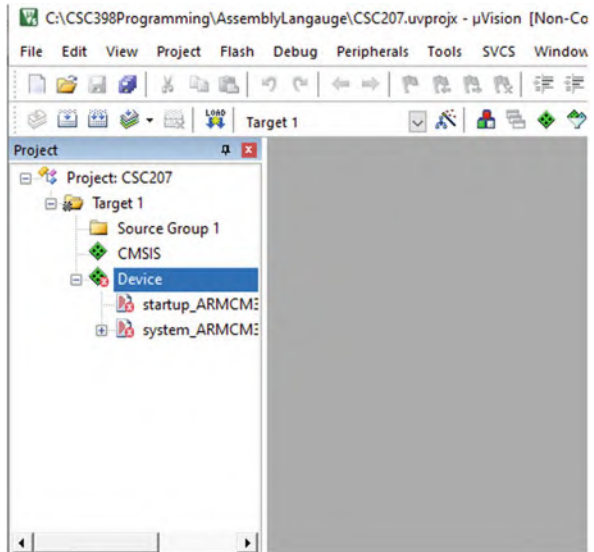 C:\CSC398Programming\AssemblyLangauge\CSC207.uvprojx - µVision [Non-Co
File Edit View Project Flash Debug Peripherals Tools SVCS Window
LOAD Target 1
Project
Project: CSC207
Target 1
Source Group 1
CMSIS
Device
startup_ARMCM3
system_ARMCM3